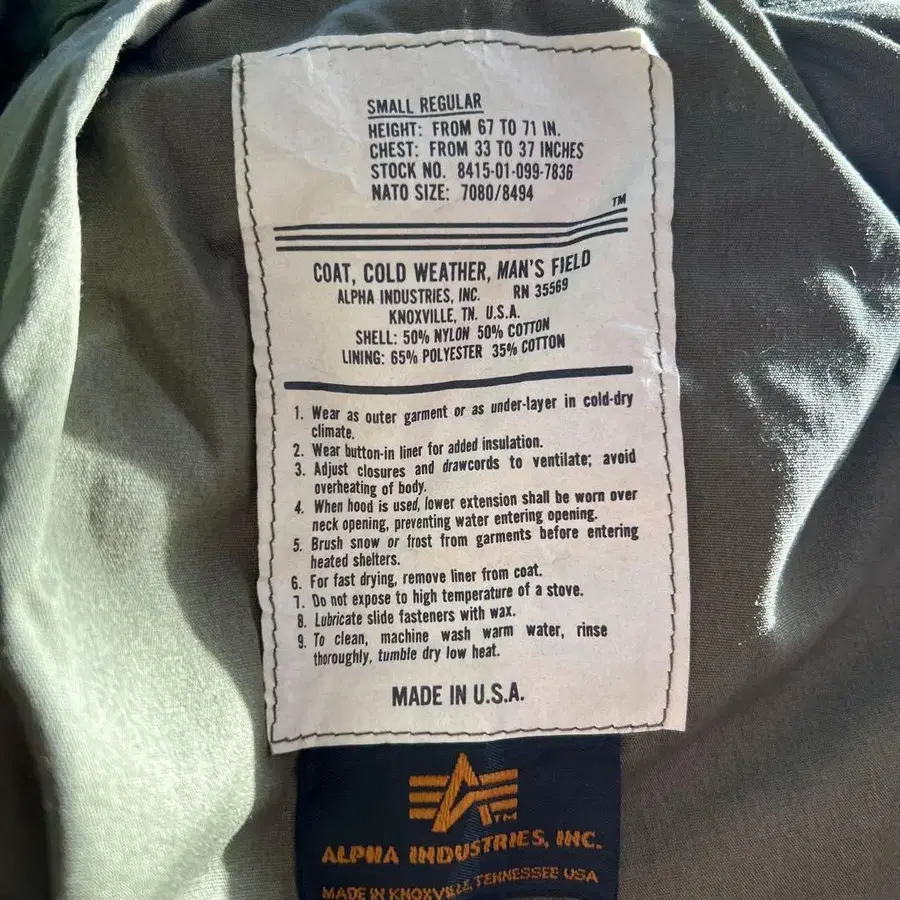 SMALL REGULAR
HEIGHT: FROM 67 TO 71 IN.
CHEST: FROM 33 TO 37 INCHES
STOCK NO. 8415-01-099-7836
NATO SIZE: 7080/8494
TM
COAT, COLD WEATHER, MAN'S FIELD
ALPHA INDUSTRIES, INC. RN 35569
KNOXVILLE, TN. U.S.A.
SHELL: 50% NYLON 50% COTTON
LINING: 65% POLYESTER 35% COTTON
1. Wear as outer garment or as under-layer in cold-dry
climate.
2. Wear button-in liner for added insulation.
3. Adjust closures and drawcords to ventilate; avoid
overheating of body.
4. When hood is used, lower extension shall be worn over
neck opening, preventing water entering opening.
5. Brush snow or frost from garments before entering
heated shelters.
6. For fast drying, remove liner from coat.
7. Do not expose to high temperature of a stove.
8. Lubricate slide fasteners with wax.
9. To clean, machine wash warm water, rinse
thoroughly, tumble dry low heat.
MADE IN U.S.A.
TM
ALPHA INDUSTRIES, INC.
MADE IN KNOXVILLE, TENNESSEE USA